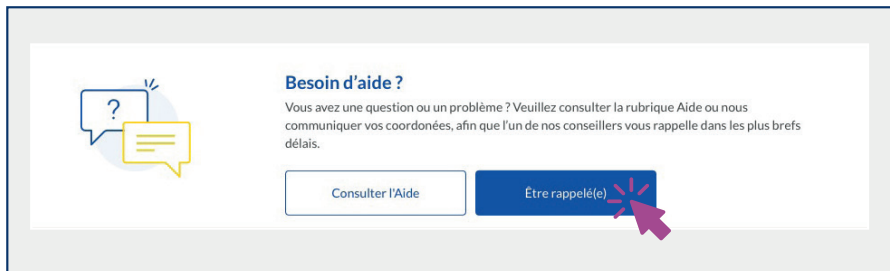 ?
Besoin d'aide ?
Vous avez une question ou un problème ? Veuillez consulter la rubrique Aide ou nous
communiquer vos coordonées, afin que l'un de nos conseillers vous rappelle dans les plus brefs
délais.
Consulter l'Aide
Être rappelé(e)